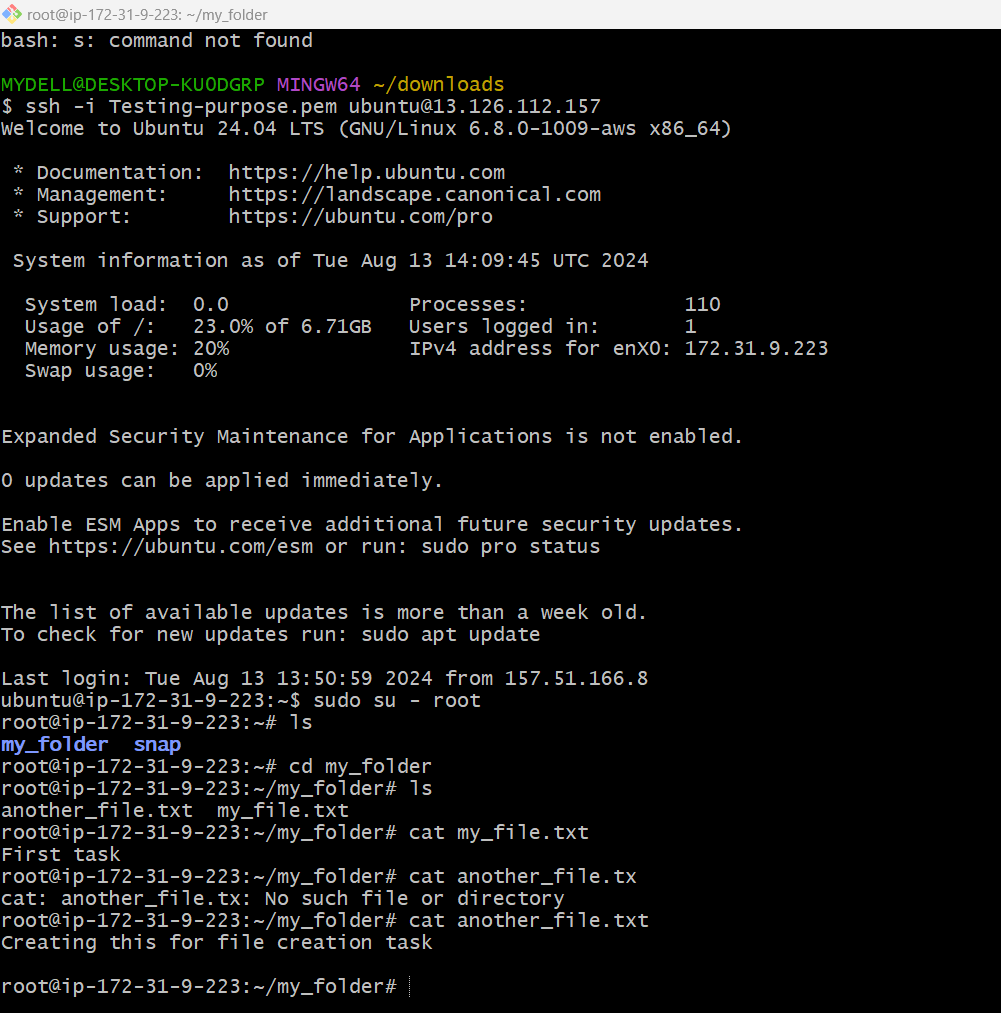 root@ip-172-31-9-223: ~/my_folder
bash: s: command not found
MYDELL@DESKTOP-KU0DGRP MINGW64 ~/downloads
$ ssh -i Testing-purpose.pem ubuntu@13.126.112.157
Welcome to Ubuntu 24.04 LTS (GNU/Linux 6.8.0-1009-aws x86_64)
* Documentation:  https://help.ubuntu.com
* Management:     https://landscape.canonical.com
* Support:        https://ubuntu.com/pro
System information as of Tue Aug 13 14:09:45 UTC 2024
System load:  0.0               Processes:             110
Usage of /:   23.0% of 6.71GB   Users logged in:       1
Memory usage: 20%               IPv4 address for enX0: 172.31.9.223
Swap usage:   0%
Expanded Security Maintenance for Applications is not enabled.
0 updates can be applied immediately.
Enable ESM Apps to receive additional future security updates.
See https://ubuntu.com/esm or run: sudo pro status
The list of available updates is more than a week old.
To check for new updates run: sudo apt update
Last login: Tue Aug 13 13:50:59 2024 from 157.51.166.8
ubuntu@ip-172-31-9-223:~$ sudo su - root
root@ip-172-31-9-223:~# ls
my_folder  snap
root@ip-172-31-9-223:~# cd my_folder
root@ip-172-31-9-223:~/my_folder# ls
another_file.txt  my_file.txt
root@ip-172-31-9-223:~/my_folder# cat my_file.txt
First task
root@ip-172-31-9-223:~/my_folder# cat another_file.tx
cat: another_file.tx: No such file or directory
root@ip-172-31-9-223:~/my_folder# cat another_file.txt
Creating this for file creation task
root@ip-172-31-9-223:~/my_folder#